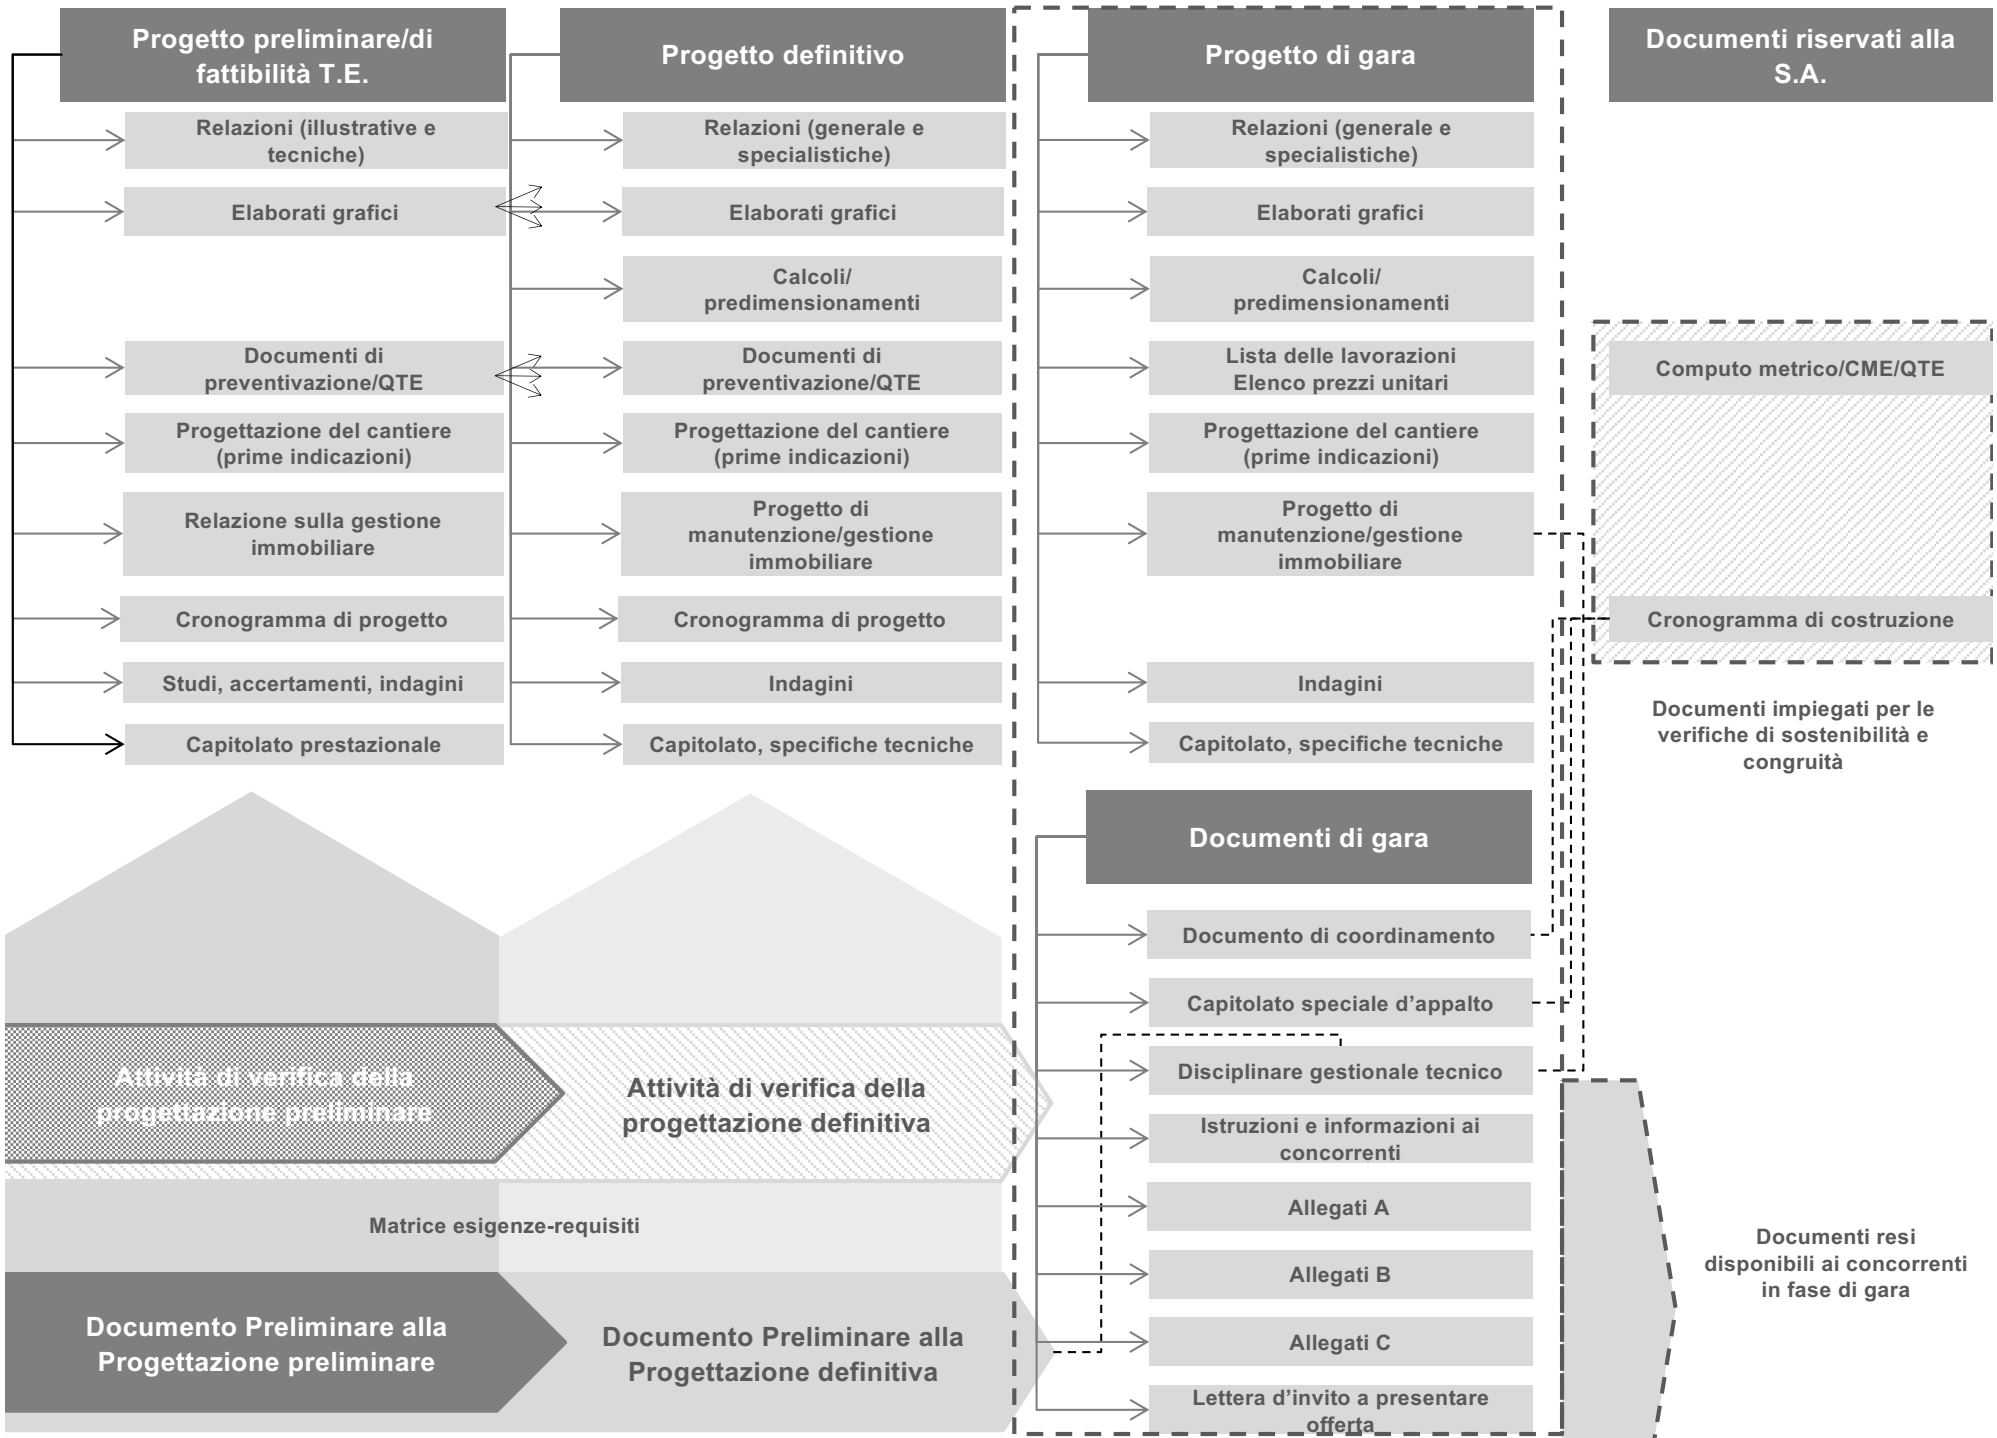 Progetto preliminare/di
fattibilità T.E.
Relazioni (illustrative e
tecniche)
Elaborati grafici
Documenti di
preventivazione/QTE
Progettazione del cantiere
(prime indicazioni)
Relazione sulla gestione
immobiliare
Cronogramma di progetto
Studi, accertamenti, indagini
Capitolato prestazionale
Progetto definitivo
Relazioni (generale e
specialistiche)
Elaborati grafici
Calcoli/
predimensionamenti
Documenti di
preventivazione/QTE
Progettazione del cantiere
(prime indicazioni)
Progetto di
manutenzione/gestione
immobiliare
Cronogramma di progetto
Indagini
Capitolato, specifiche tecniche
Progetto di gara
Relazioni (generale e
specialistiche)
Elaborati grafici
Calcoli/
predimensionamenti
Lista delle lavorazioni
Elenco prezzi unitari
Progettazione del cantiere
(prime indicazioni)
Progetto di
manutenzione/gestione
immobiliare
Indagini
Capitolato, specifiche tecniche
Documenti riservati alla
S.A.
Computo metrico/CME/QTE
Cronogramma di costruzione
Documenti impiegati per le
verifiche di sostenibilità e
congruità
Documenti di gara
Documento di coordinamento
Capitolato speciale d’appalto
Disciplinare gestionale tecnico
Istruzioni e informazioni ai
concorrenti
Allegati A
Allegati B
Allegati C
Lettera d’invito a presentare
offerta
Documenti resi
disponibili ai concorrenti
in fase di gara
Attività di verifica della
progettazione preliminare
Attività di verifica della
progettazione definitiva
Matrice esigenze-requisiti
Documento Preliminare alla
Progettazione preliminare
Documento Preliminare alla
Progettazione definitiva